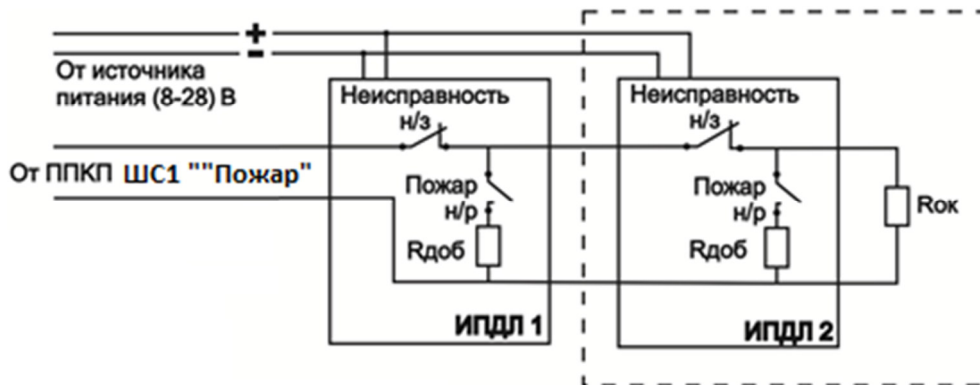 +
-
От источника
питания (8-28) В
От ППКП ШС1 ""Пожар"
Неисправность
н/з
Пожар
н/р
Rдоб
ИПДЛ 1
Неисправность
н/з
Пожар
н/р
Rдоб
ИПДЛ 2
Rок